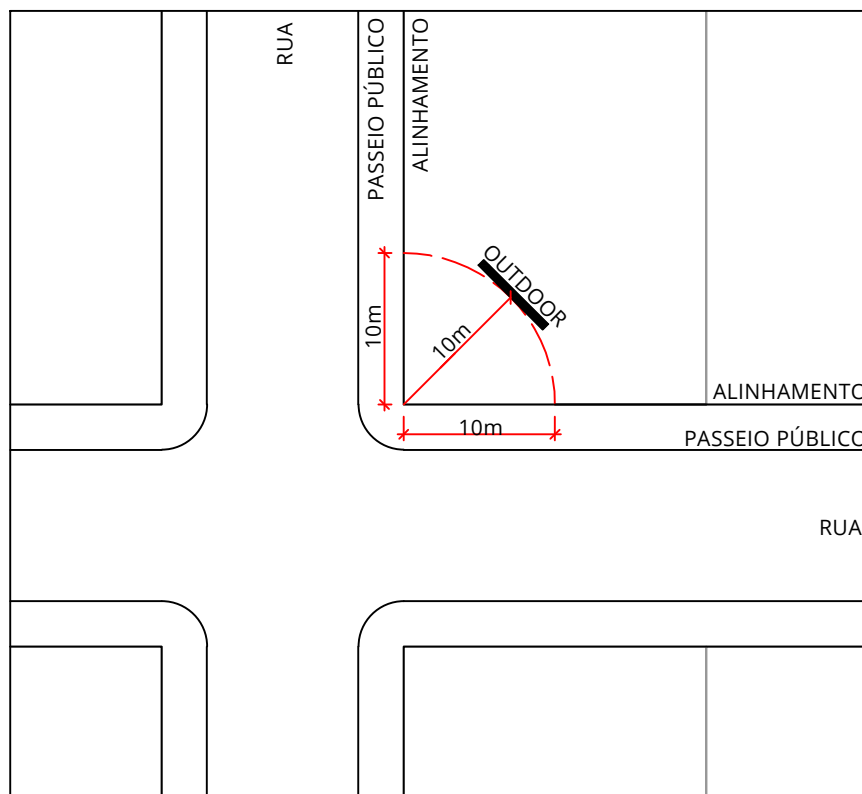 RUA
PASSEIO PÚBLICO
ALINHAMENTO
OUTDOOR
10m
10m
10m
ALINHAMENTO
PASSEIO PÚBLICO
RUA